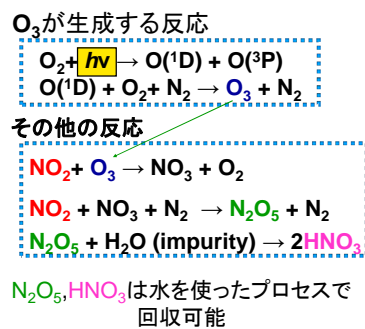 O₃が生成する反応
O₂+hν→ O(¹D) + O(³P)
O(¹D) + O₂+ N₂ → O₃ + N₂
その他の反応
NO₂+ O₃ → NO₃ + O₂
NO₂ + NO₃ + N₂ → N₂O₅ + N₂
N₂O₅ + H₂O (impurity) → 2HNO₃
N₂O₅,HNO₃は水を使ったプロセスで
回収可能